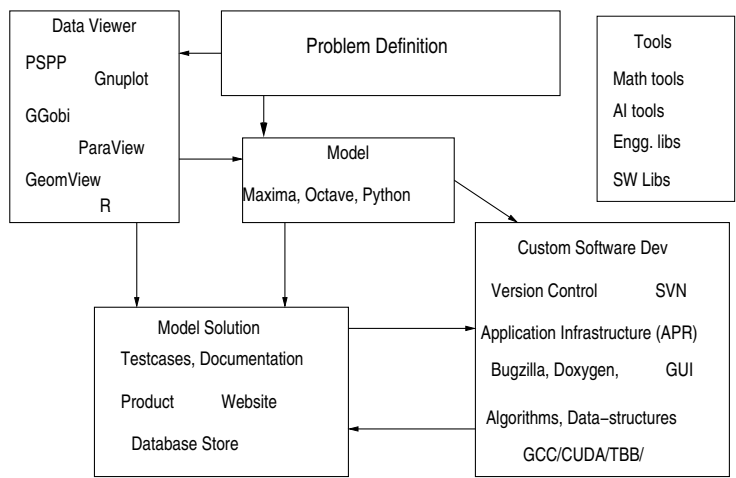 Data Viewer
PSPP
Gnuplot
GGobi
ParaView
GeomView
R
Problem Definition
Tools
Math tools
AI tools
Engg. libs
SW Libs
Model
Maxima, Octave, Python
Custom Software Dev
Version Control SVN
Application Infrastructure (APR)
Bugzilla, Doxygen, GUI
Algorithms, Data-structures
GCC/CUDA/TBB/
Model Solution
Testcases, Documentation
Product Website
Database Store